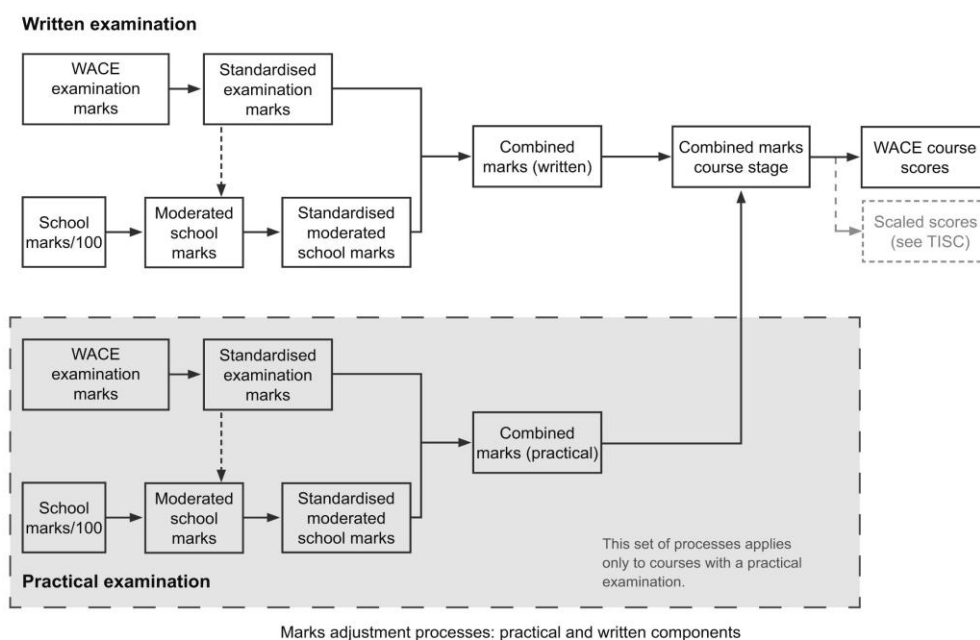 Written examination
WACE
examination
marks
Standardised
examination
marks
School
marks/100
Moderated
school
marks
Standardised
moderated
school marks
Combined
marks (written)
Combined marks
course stage
WACE course
scores
Scaled scores
(see TISC)
WACE
examination
marks
Standardised
examination
marks
School
marks/100
Moderated
school
marks
Standardised
moderated
school marks
Combined
marks (practical)
This set of processes applies
only to courses with a practical
examination.
Practical examination
Marks adjustment processes: practical and written components